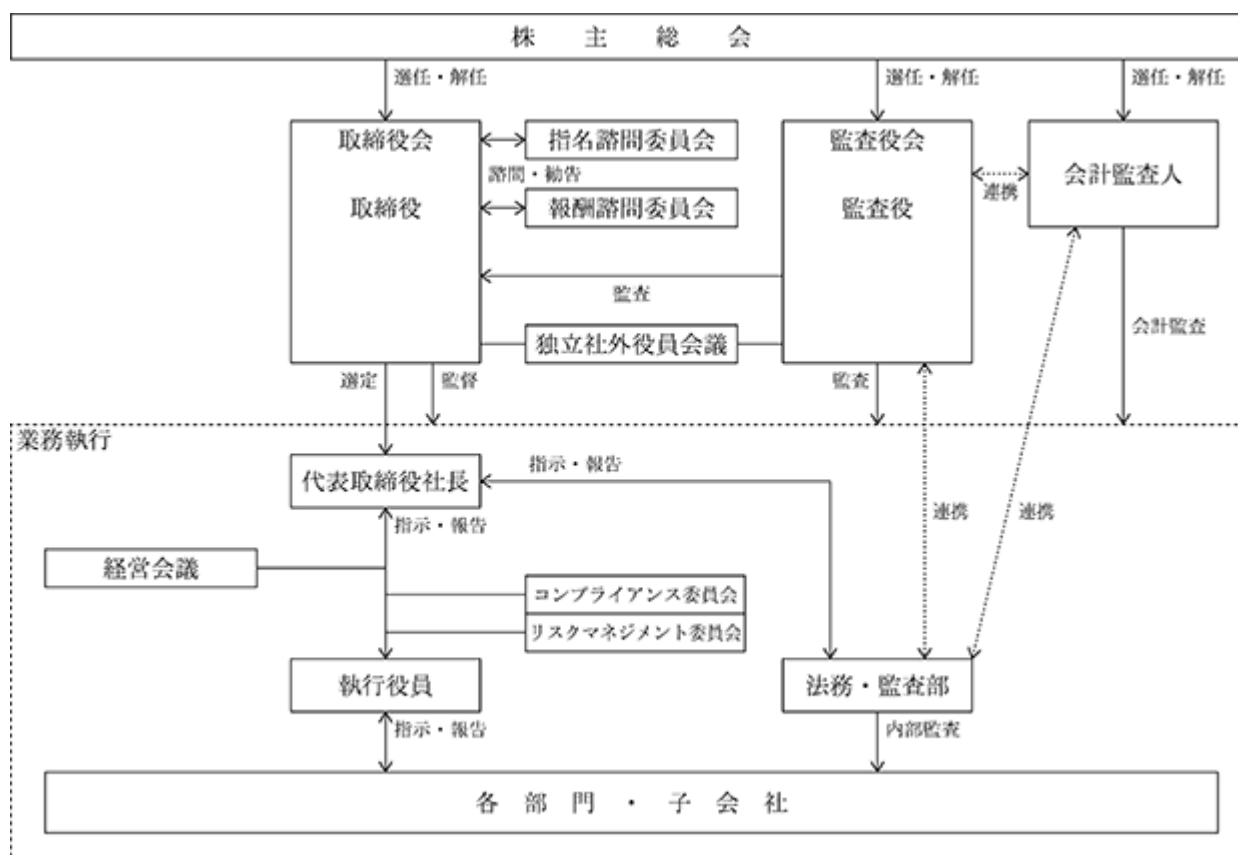 株主総会
選任・解任
選任・解任
選任・解任
取締役会
指名諮問委員会
監査役会
会計監査人
諮問・勧告
連携
取締役
報酬諮問委員会
監査役
監査
独立社外役員会議
会計監査
選定
監督
監査
業務執行
代表取締役社長
指示・報告
指示・報告
連携
連携
経営会議
コンプライアンス委員会
リスクマネジメント委員会
執行役員
法務・監査部
指示・報告
内部監査
各部門・子会社